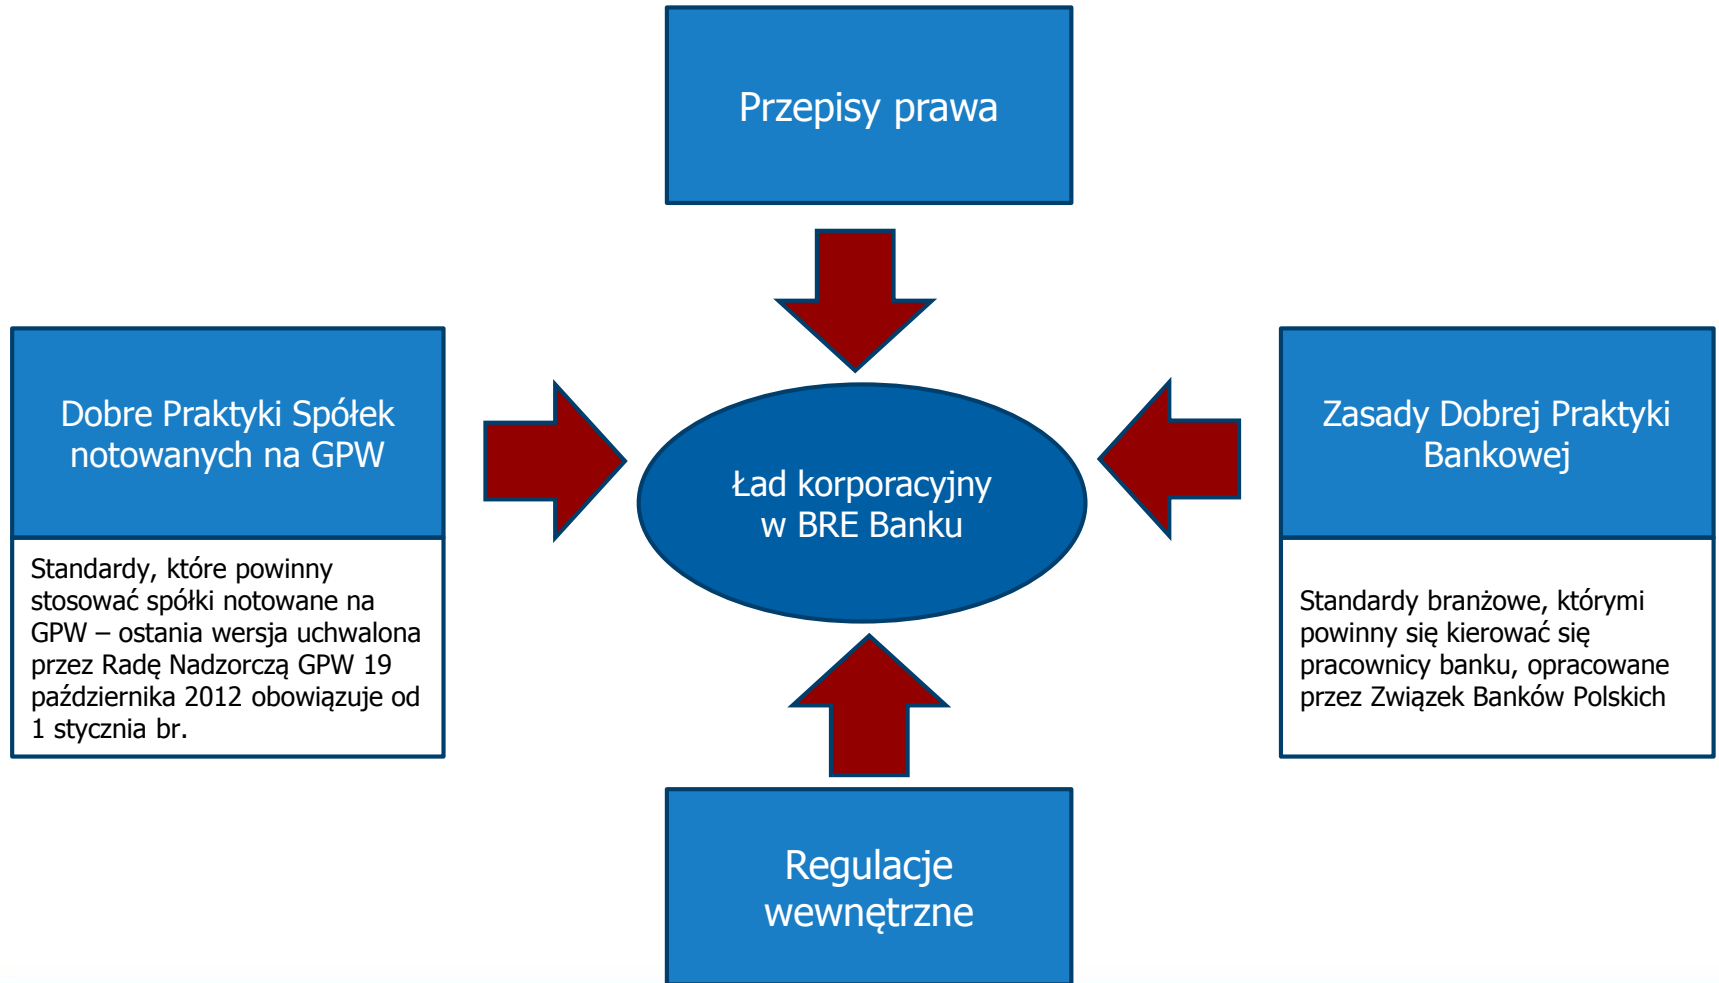 Przepisy prawa
Dobre Praktyki Spółek
notowanych na GPW
Standardy, które powinny
stosować spółki notowane na
GPW – ostania wersja uchwalona
przez Radę Nadzorczą GPW 19
października 2012 obowiązuje od
1 stycznia br.
Ład korporacyjny
w BRE Banku
Zasady Dobrej Praktyki
Bankowej
Standardy branżowe, którymi
powinny się kierować się
pracownicy banku, opracowane
przez Związek Banków Polskich
Regulacje
wewnętrzne